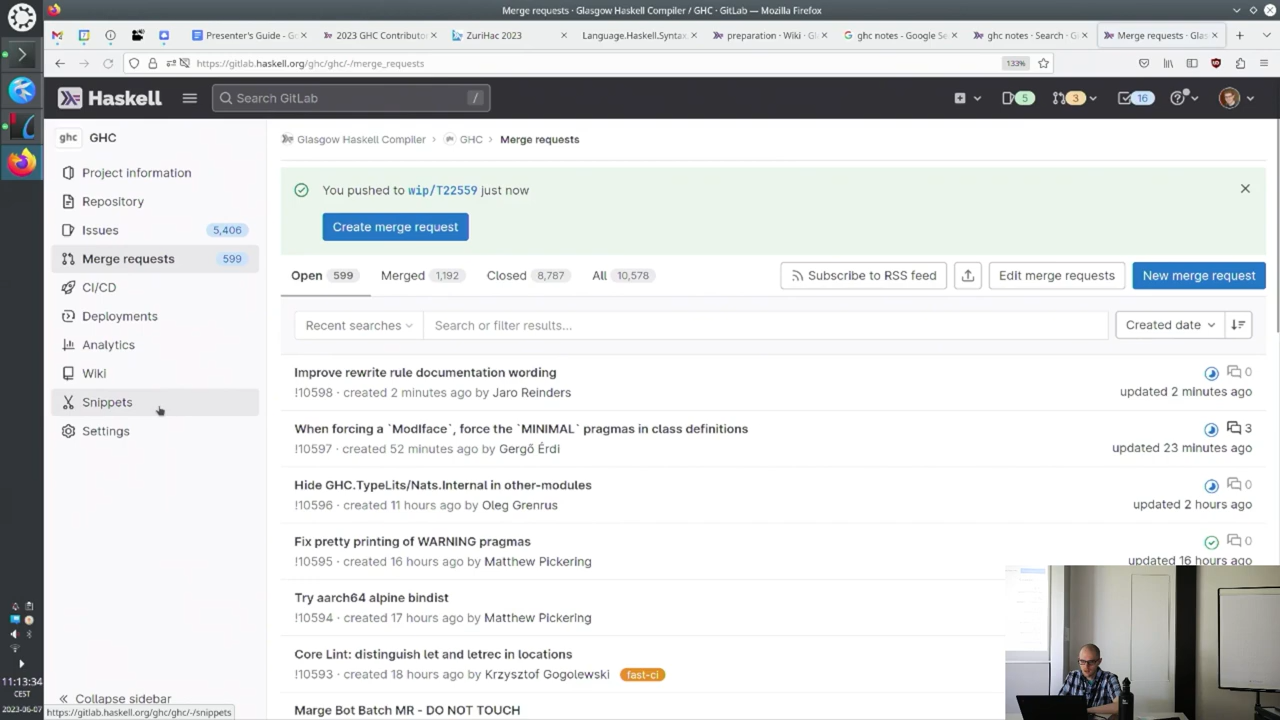 Merge requests · Glasgow Haskell Compiler / GHC · GitLab — Mozilla Firefox
Presenter's Guide - G
2023 GHC Contributor
ZuriHac 2023
Language.Haskell.Syntax
preparation · Wiki · Gl
ghc notes - Google Se
ghc notes · Search · G
Merge requests · Glas
https://gitlab.haskell.org/ghc/ghc/-/merge_requests
133%
Haskell
Search GitLab
/
5
3
16
ghc
GHC
Project information
Repository
Issues
5,406
Merge requests
599
CI/CD
Deployments
Analytics
Wiki
Snippets
Settings
Collapse sidebar
Glasgow Haskell Compiler › GHC › Merge requests
You pushed to wip/T22559 just now
Create merge request
Open 599 Merged 1,192 Closed 8,787 All 10,578
Subscribe to RSS feed
Edit merge requests
New merge request
Recent searches
Search or filter results...
Created date
Improve rewrite rule documentation wording
0
!10598 · created 2 minutes ago by Jaro Reinders
updated 2 minutes ago
When forcing a `ModIface`, force the `MINIMAL` pragmas in class definitions
3
!10597 · created 52 minutes ago by Gergő Érdi
updated 23 minutes ago
Hide GHC.TypeLits/Nats.Internal in other-modules
0
!10596 · created 11 hours ago by Oleg Grenrus
updated 2 hours ago
Fix pretty printing of WARNING pragmas
0
!10595 · created 16 hours ago by Matthew Pickering
updated 16 hours ago
Try aarch64 alpine bindist
!10594 · created 17 hours ago by Matthew Pickering
Core Lint: distinguish let and letrec in locations
!10593 · created 18 hours ago by Krzysztof Gogolewski
fast-ci
Marge Bot Batch MR - DO NOT TOUCH
11:13:34
CEST
2023-06-07
https://gitlab.haskell.org/ghc/ghc/-/snippets